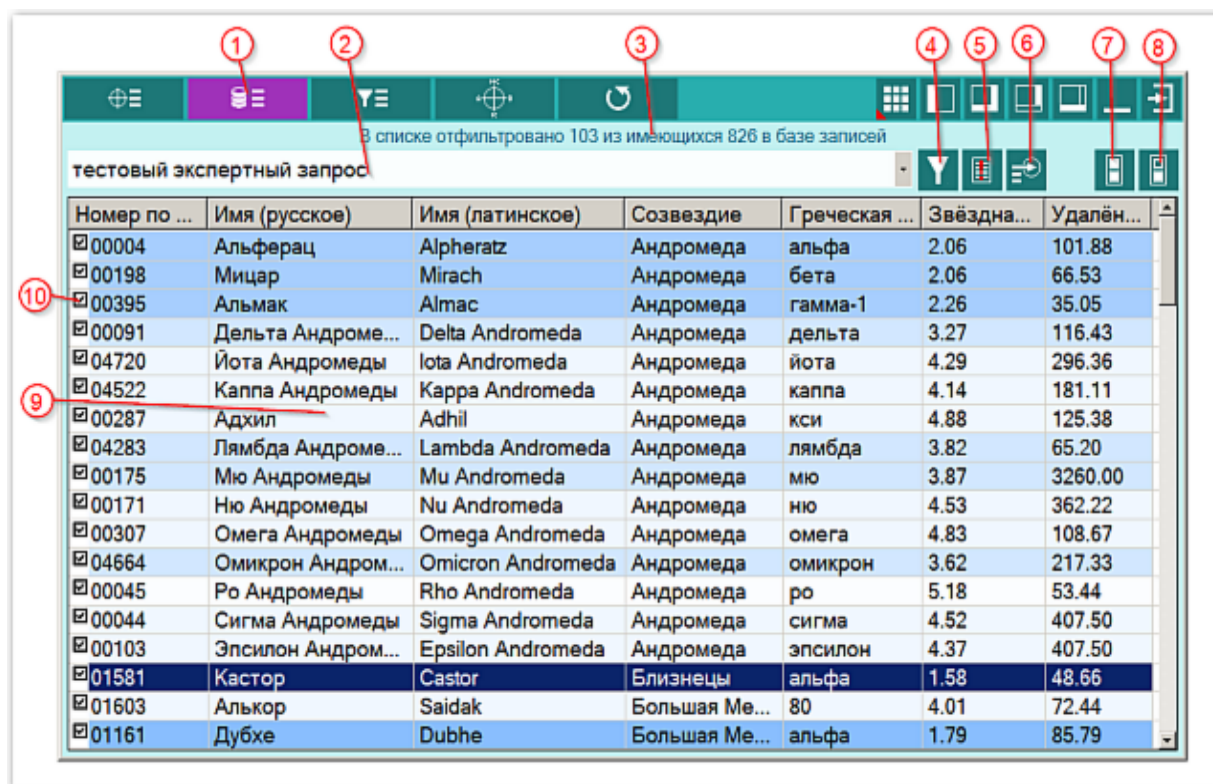 1 2 3 4 5 6 7 8
В списке отфильтровано 103 из имеющихся 826 в базе записей
тестовый экспертный запрос
Номер по ... Имя (русское) Имя (латинское) Созвездие Греческая ... Звёздна... Удалён...
00004 Альферац Alpheratz Андромеда альфа 2.06 101.88
00198 Мицар Mirach Андромеда бета 2.06 66.53
10 00395 Альмак Almac Андромеда гамма-1 2.26 35.05
00091 Дельта Андроме... Delta Andromeda Андромеда дельта 3.27 116.43
04720 Йота Андромеды Iota Andromeda Андромеда йота 4.29 296.36
04522 Каппа Андромеды Kappa Andromeda Андромеда каппа 4.14 181.11
9 00287 Адхил Adhil Андромеда кси 4.88 125.38
04283 Лямбда Андроме... Lambda Andromeda Андромеда лямбда 3.82 65.20
00175 Мю Андромеды Mu Andromeda Андромеда мю 3.87 3260.00
00171 Ню Андромеды Nu Andromeda Андромеда ню 4.53 362.22
00307 Омега Андромеды Omega Andromeda Андромеда омега 4.83 108.67
04664 Омикрон Андром... Omicron Andromeda Андромеда омикрон 3.62 217.33
00045 Ро Андромеды Rho Andromeda Андромеда ро 5.18 53.44
00044 Сигма Андромеды Sigma Andromeda Андромеда сигма 4.52 407.50
00103 Эпсилон Андром... Epsilon Andromeda Андромеда эпсилон 4.37 407.50
01581 Кастор Castor Близнецы альфа 1.58 48.66
01603 Алькор Saidak Большая Ме... 80 4.01 72.44
01161 Дубхе Dubhe Большая Ме... альфа 1.79 85.79